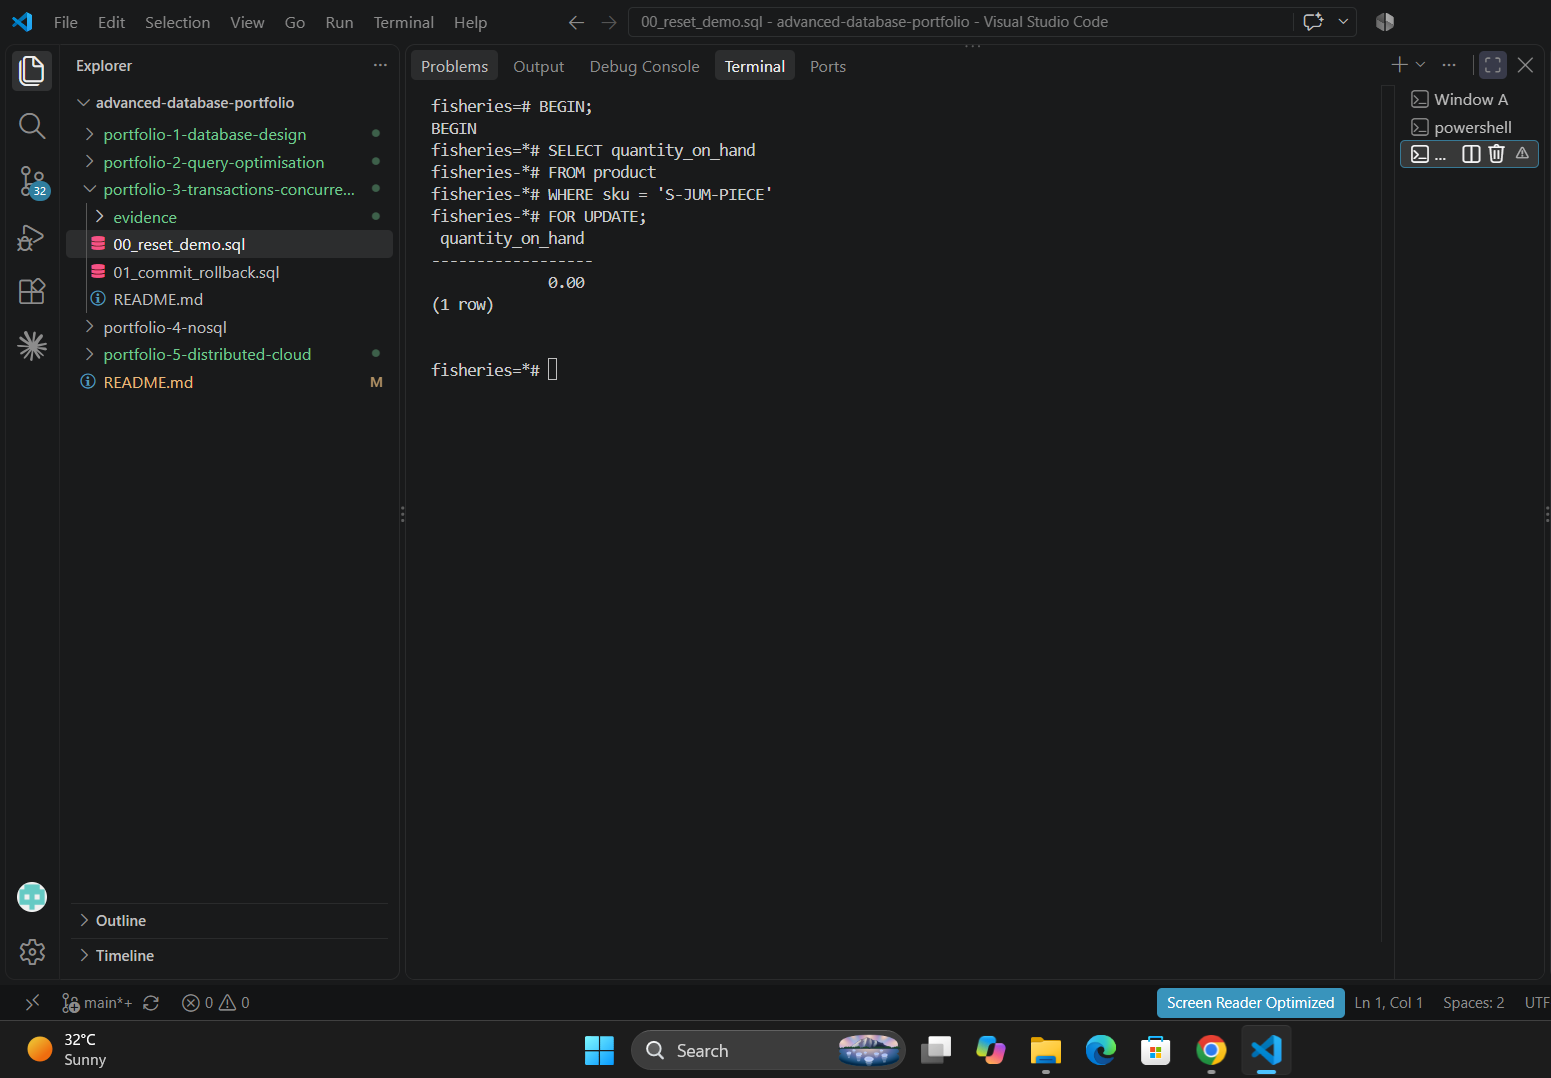 File Edit Selection View Go Run Terminal Help
00_reset_demo.sql - advanced-database-portfolio - Visual Studio Code
Explorer
advanced-database-portfolio
portfolio-1-database-design
portfolio-2-query-optimisation
portfolio-3-transactions-concurre...
evidence
00_reset_demo.sql
01_commit_rollback.sql
README.md
portfolio-4-nosql
portfolio-5-distributed-cloud
README.md M
32
Outline
Timeline
Problems Output Debug Console Terminal Ports
fisheries=# BEGIN;
BEGIN
fisheries=*# SELECT quantity_on_hand
fisheries-*# FROM product
fisheries-*# WHERE sku = 'S-JUM-PIECE'
fisheries-*# FOR UPDATE;
quantity_on_hand
------------------
0.00
(1 row)
fisheries=*#
Window A
powershell
...
main*+ 0 0
Screen Reader Optimized Ln 1, Col 1 Spaces: 2 UTF
32°C
Sunny
Search